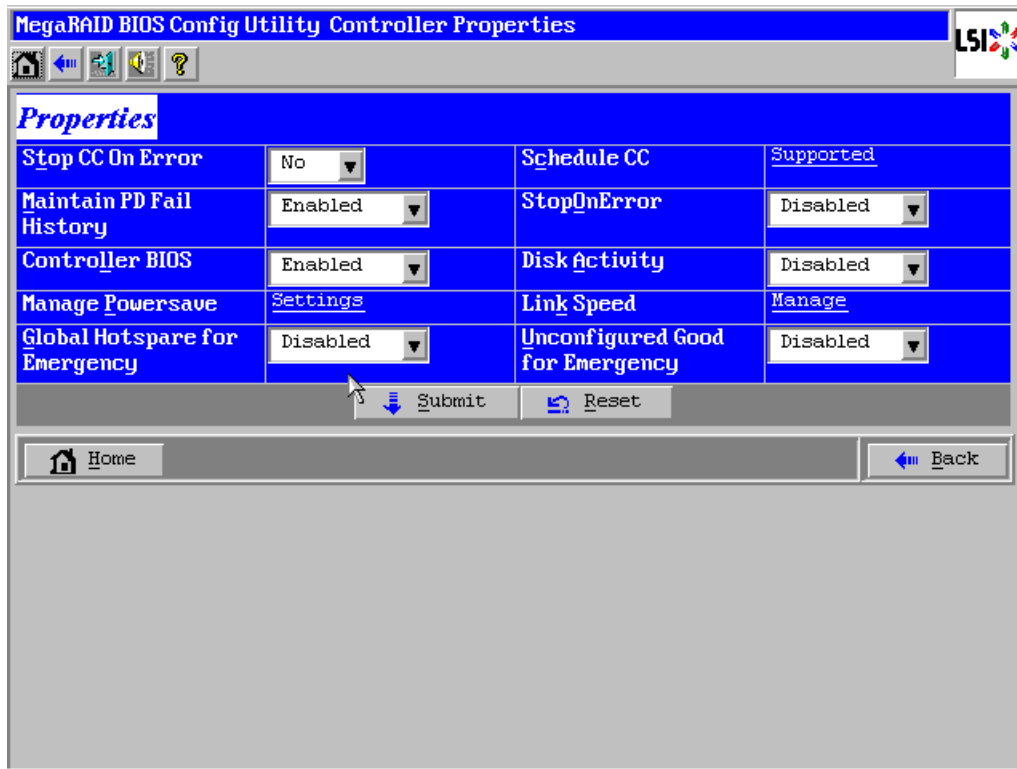 MegaRAID BIOS Config Utility Controller Properties
LSI
Properties
Stop CC On Error No Schedule CC Supported
Maintain PD Fail History Enabled StopOnError Disabled
Controller BIOS Enabled Disk Activity Disabled
Manage Powersave Settings Link Speed Manage
Global Hotspare for Emergency Disabled Unconfigured Good for Emergency Disabled
Submit Reset
Home Back